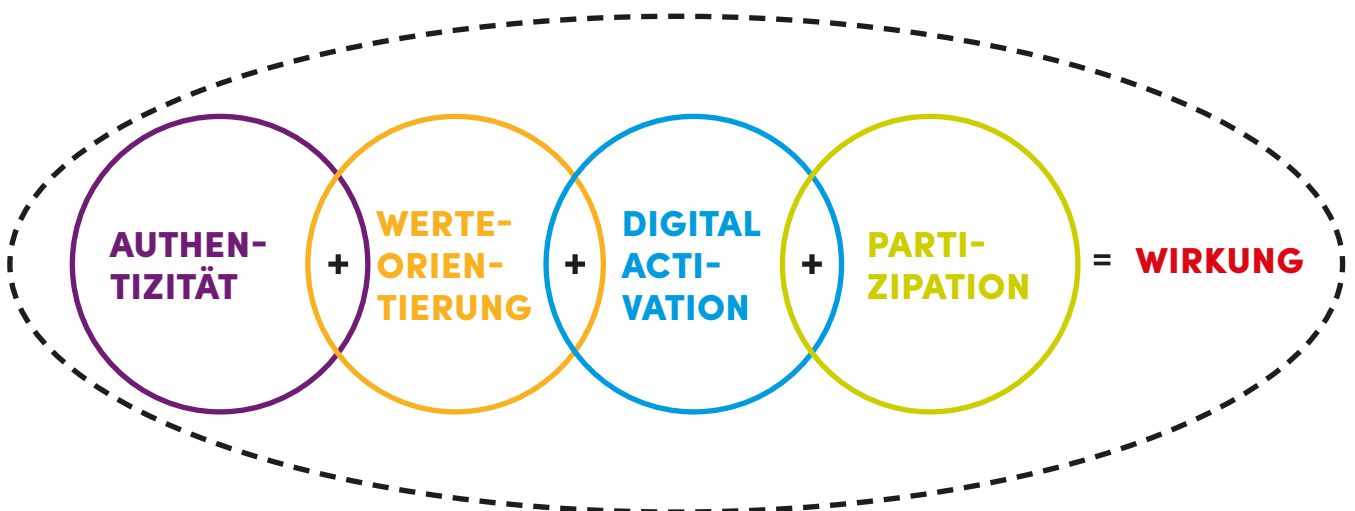 AUTHEN-
TIZITÄT
+
WERTE-
ORIEN-
TIERUNG
+
DIGITAL
ACTI-
VATION
+
PARTI-
ZIPATION
= WIRKUNG